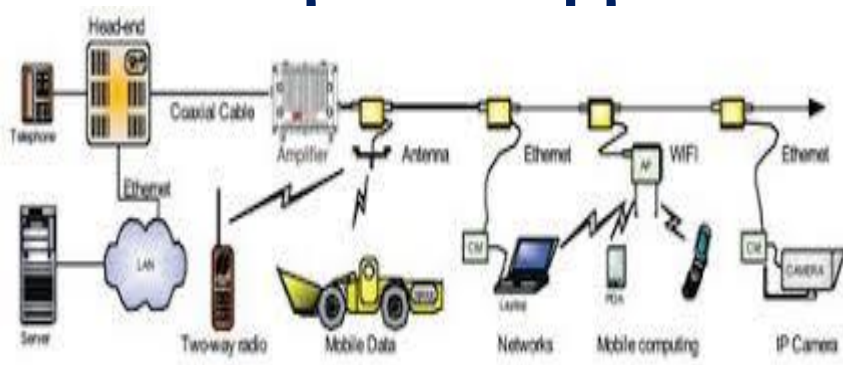 Head-end
Telephone
Coaxial Cable
Amplifier
Antenna
Ethernet
AP
WIFI
Ethernet
Ethernet
LAN
CM
CM
CAMERA
Laptop
PDA
Server
Two-way radio
Mobile Data
Networks
Mobile computing
IP Camera